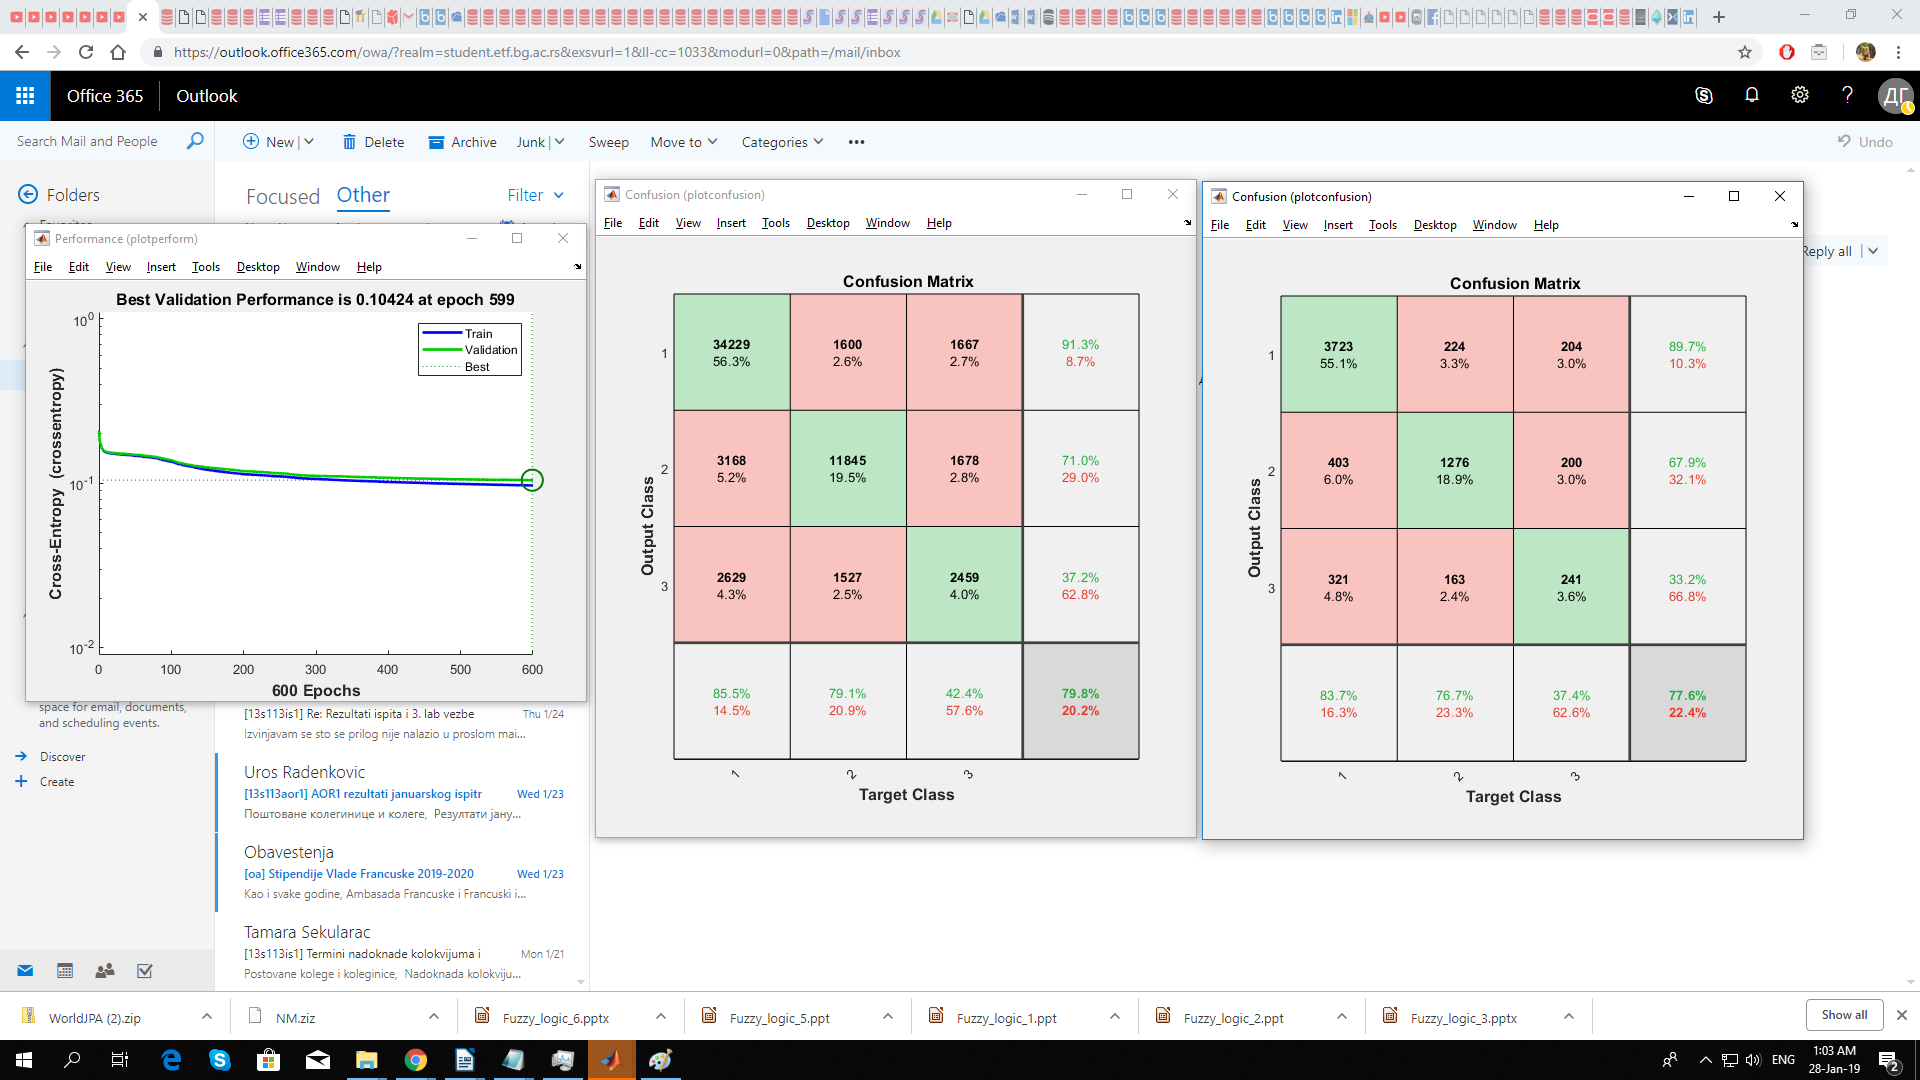 https://outlook.office365.com/owa/?realm=student.etf.bg.ac.rs&exsvurl=1&ll-cc=1033&modurl=0&path=/mail/inbox
Office 365
Outlook
ДГ
Search Mail and People
New
Delete
Archive
Junk
Sweep
Move to
Categories
Undo
Folders
Focused
Other
Filter
Reply all
Performance (plotperform)
File Edit View Insert Tools Desktop Window Help
Best Validation Performance is 0.10424 at epoch 599
Train
Validation
Best
Cross-Entropy (crossentropy)
10^0
10^-1
10^-2
0 100 200 300 400 500 600
600 Epochs
Confusion (plotconfusion)
File Edit View Insert Tools Desktop Window Help
Confusion Matrix
Output Class
1
34229 1600 1667 91.3%
56.3% 2.6% 2.7% 8.7%
2
3168 11845 1678 71.0%
5.2% 19.5% 2.8% 29.0%
3
2629 1527 2459 37.2%
4.3% 2.5% 4.0% 62.8%
85.5% 79.1% 42.4% 79.8%
14.5% 20.9% 57.6% 20.2%
1 2 3
Target Class
Confusion (plotconfusion)
File Edit View Insert Tools Desktop Window Help
Confusion Matrix
Output Class
1
3723 224 204 89.7%
55.1% 3.3% 3.0% 10.3%
2
403 1276 200 67.9%
6.0% 18.9% 3.0% 32.1%
3
321 163 241 33.2%
4.8% 2.4% 3.6% 66.8%
83.7% 76.7% 37.4% 77.6%
16.3% 23.3% 62.6% 22.4%
1 2 3
Target Class
space for email, documents,
and scheduling events.
Discover
Create
[13s113is1] Re: Rezultati ispita i 3. lab vezbe Thu 1/24
Izvinjavam se sto se prilog nije nalazio u proslom mai...
Uros Radenkovic
[13s113aor1] AOR1 rezultati januarskog ispitr Wed 1/23
Поштоване колегинице и колеге, Резултати јану...
Obavestenja
[oa] Stipendije Vlade Francuske 2019-2020 Wed 1/23
Kao i svake godine, Ambasada Francuske i Francuski i...
Tamara Sekularac
[13s113is1] Termini nadoknade kolokvijuma i Mon 1/21
Postovane kolege i koleginice, Nadoknada kolokviju...
WorldJPA (2).zip
NM.ziz
Fuzzy_logic_6.pptx
Fuzzy_logic_5.ppt
Fuzzy_logic_1.ppt
Fuzzy_logic_2.ppt
Fuzzy_logic_3.pptx
Show all
ENG
1:03 AM
28-Jan-19
2